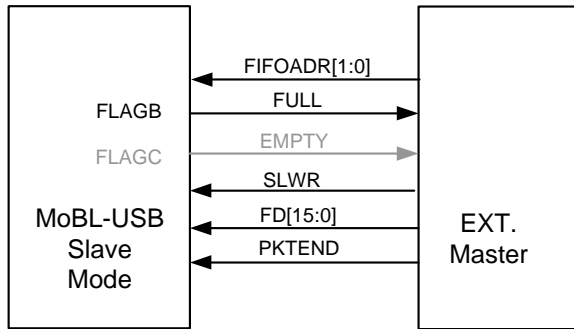 FIFOADR[1:0]
FLAGB
FULL
FLAGC
EMPTY
SLWR
MoBL-USB
Slave
Mode
FD[15:0]
PKTEND
EXT.
Master